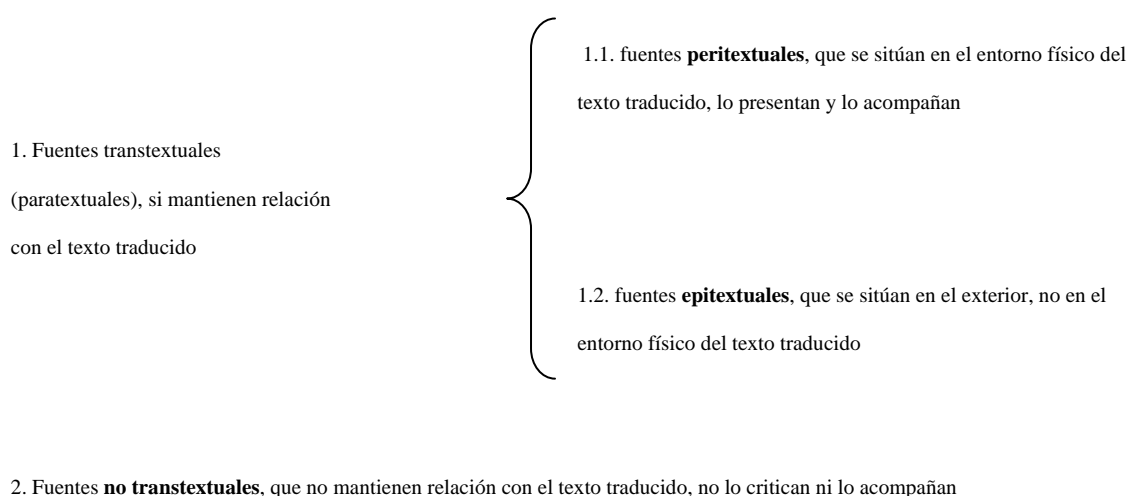 1. Fuentes transtextuales
(paratextuales), si mantienen relación
con el texto traducido
1.1. fuentes peritextuales, que se sitúan en el entorno físico del
texto traducido, lo presentan y lo acompañan
1.2. fuentes epitextuales, que se sitúan en el exterior, no en el
entorno físico del texto traducido
2. Fuentes no transtextuales, que no mantienen relación con el texto traducido, no lo critican ni lo acompañan